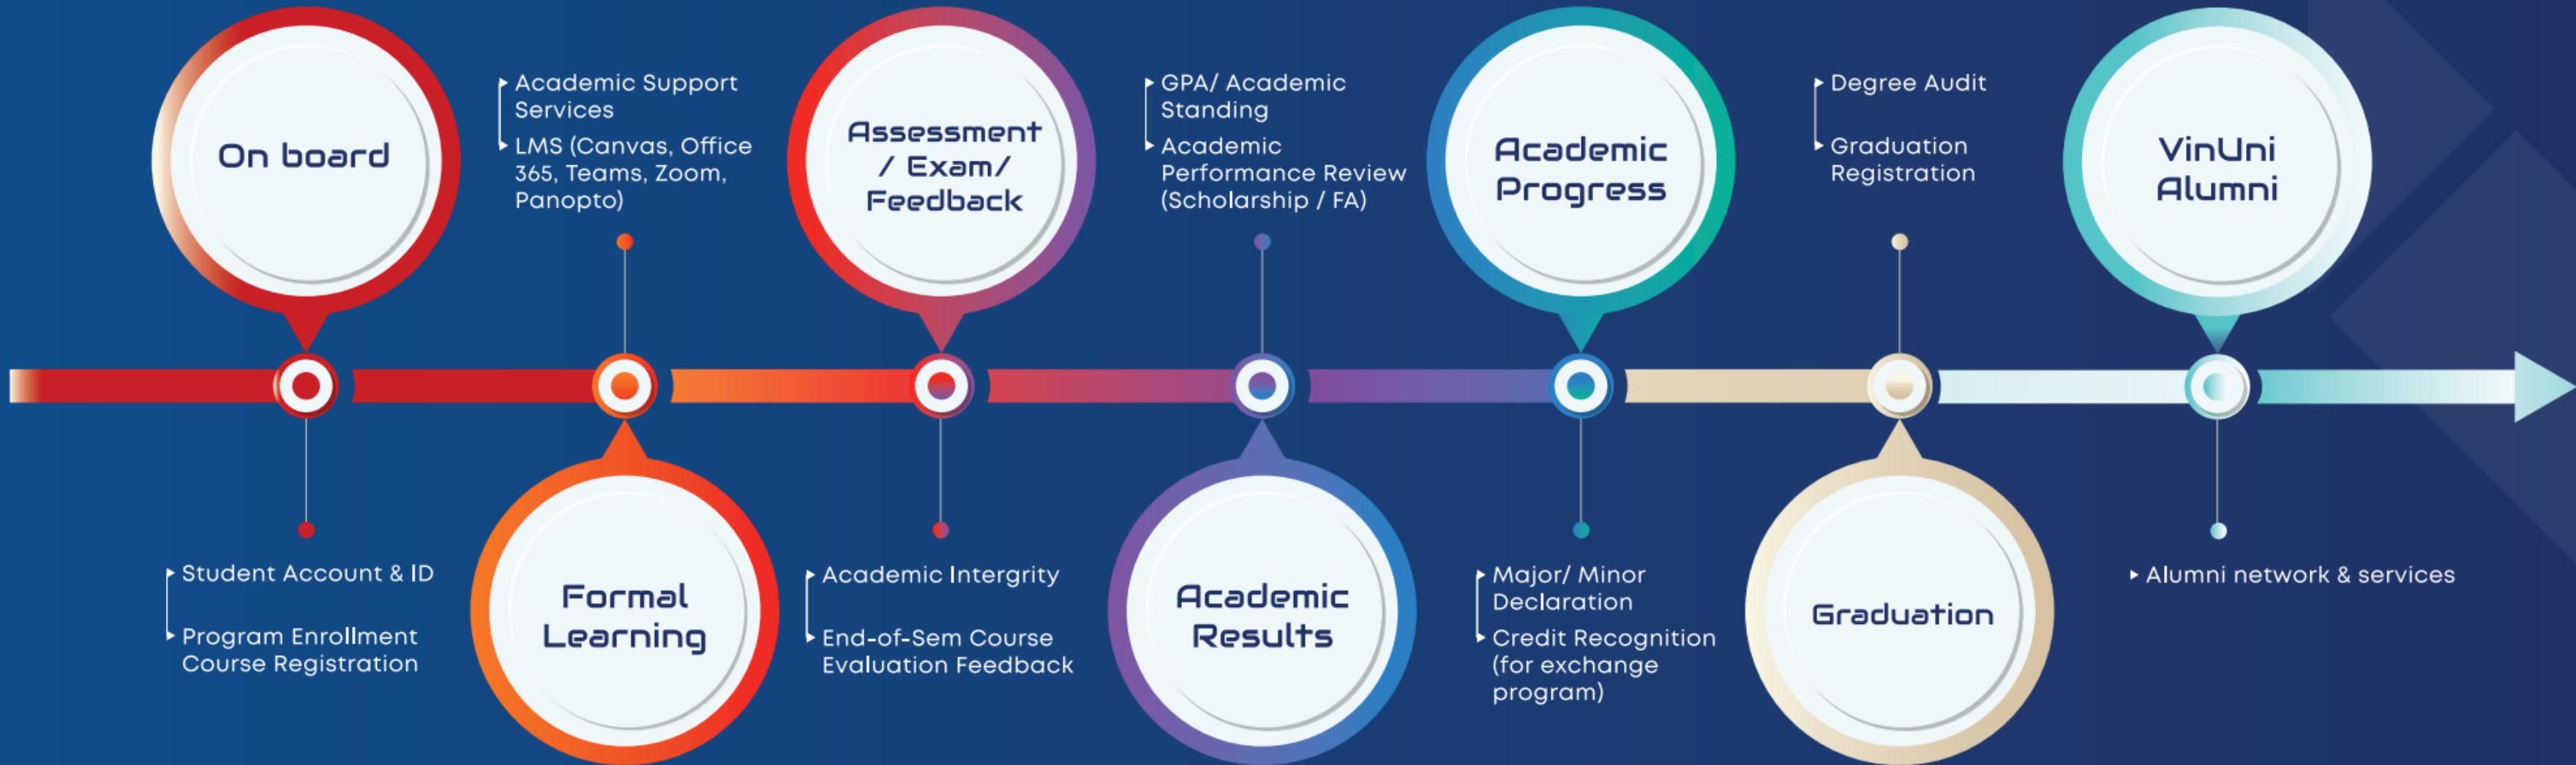 On board
Student Account & ID
Program Enrollment
Course Registration
Academic Support
Services
LMS (Canvas, Office
365, Teams, Zoom,
Panopto)
Formal
Learning
Assessment
/ Exam/
Feedback
Academic Intergrity
End-of-Sem Course
Evaluation Feedback
GPA/ Academic
Standing
Academic
Performance Review
(Scholarship / FA)
Academic
Results
Academic
Progress
Major/ Minor
Declaration
Credit Recognition
(for exchange
program)
Degree Audit
Graduation
Registration
Graduation
VinUni
Alumni
Alumni network & services